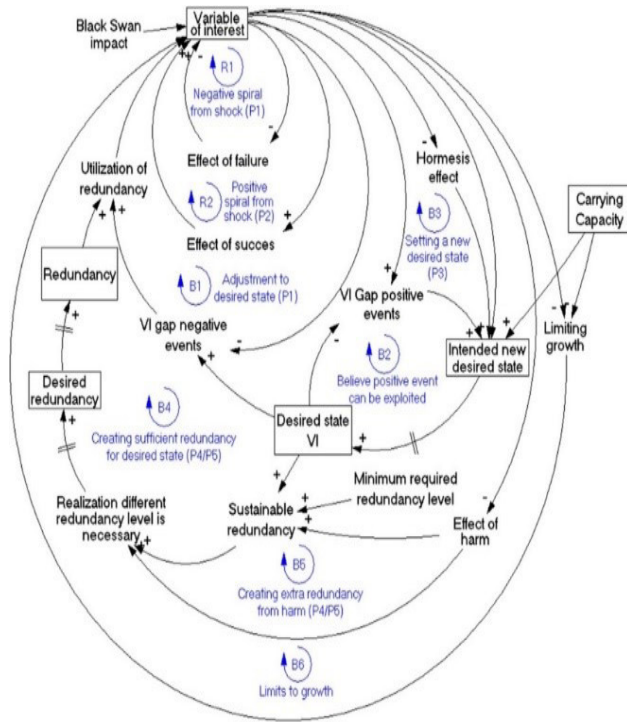 Black Swan
impact
Variable
of interest
R1
Negative spiral
from shock (P1)
Effect of failure
Utilization of
redundancy
R2
Positive
spiral from
shock (P2)
Effect of succes
Hormesis
effect
B3
Setting a new
desired state
(P3)
Carrying
Capacity
Redundancy
B1
Adjustment to
desired state (P1)
VI Gap positive
events
VI gap negative
events
Intended new
desired state
Limiting
growth
B2
Believe positive event
can be exploited
Desired
redundancy
B4
Creating sufficient redundancy
for desired state (P4/P5)
Desired state
VI
Minimum required
redundancy level
Realization different
redundancy level is
necessary
Sustainable
redundancy
Effect of
harm
B5
Creating extra redundancy
from harm (P4/P5)
B6
Limits to growth